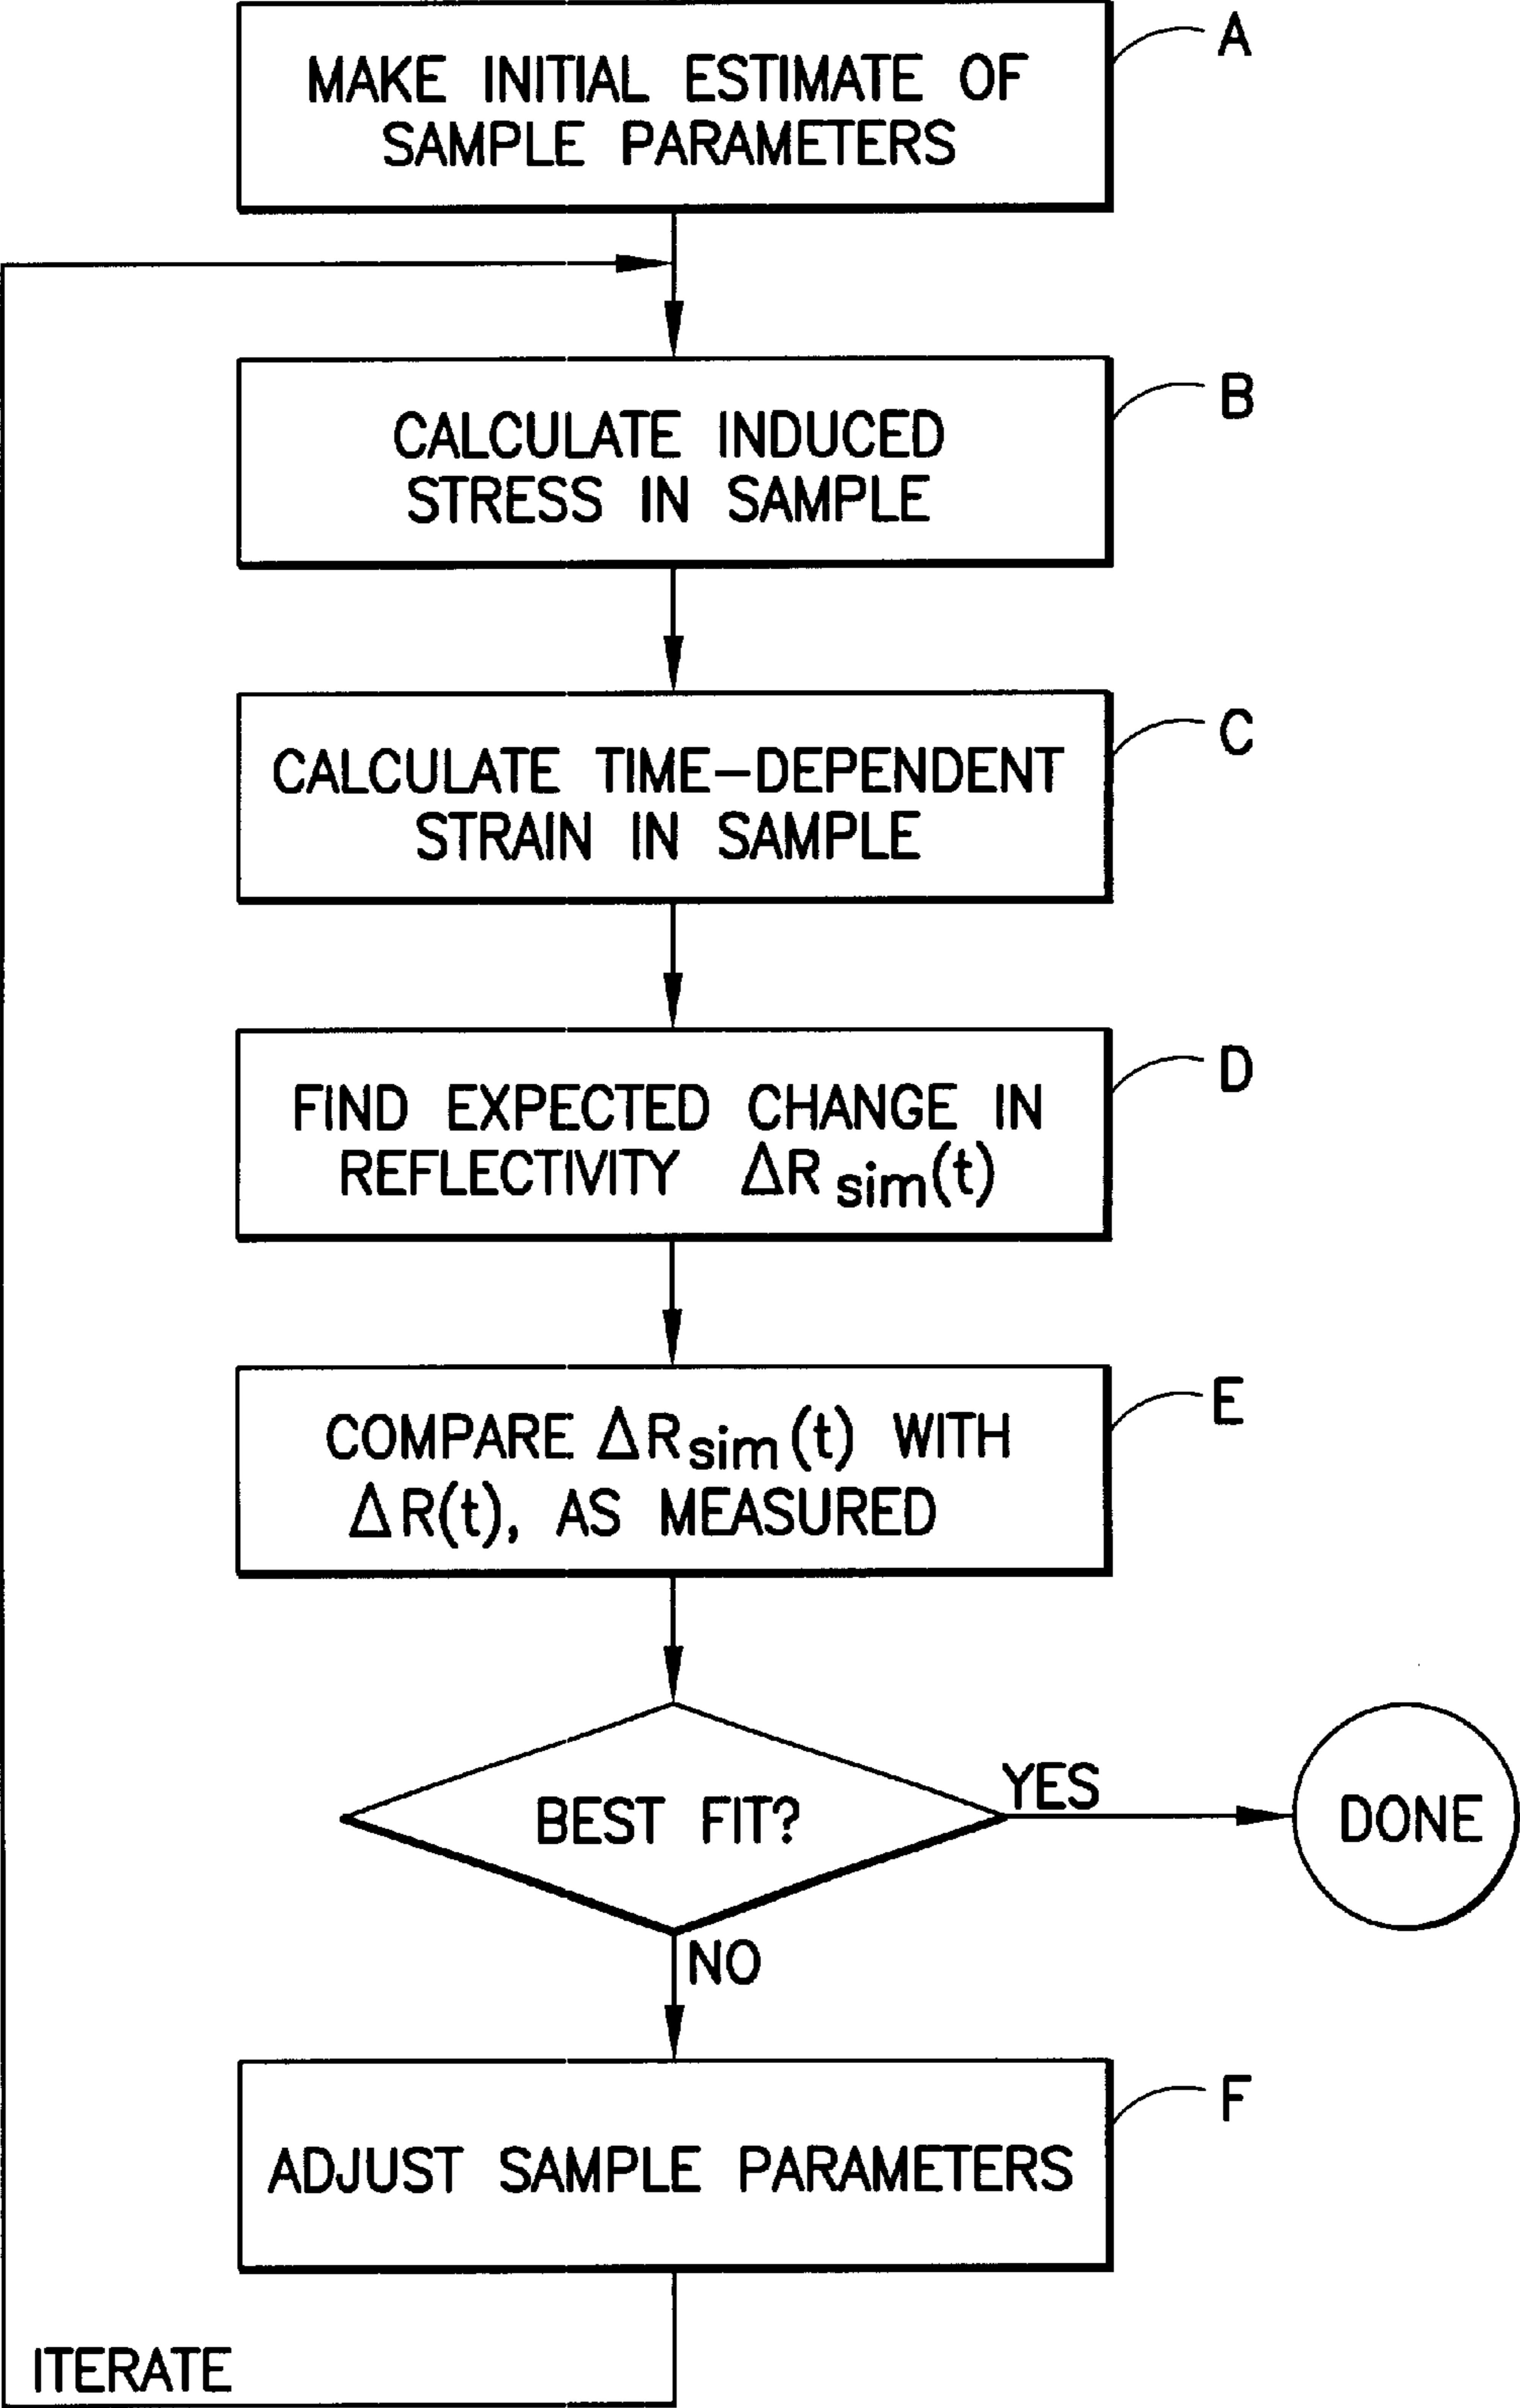 MAKE INITIAL ESTIMATE OF
SAMPLE PARAMETERS
A
CALCULATE INDUCED
STRESS IN SAMPLE
B
CALCULATE TIME-DEPENDENT
STRAIN IN SAMPLE
C
FIND EXPECTED CHANGE IN
REFLECTIVITY ΔR sim(t)
D
COMPARE ΔRsim(t) WITH
ΔR(t), AS MEASURED
E
BEST FIT?
YES
DONE
NO
ADJUST SAMPLE PARAMETERS
F
ITERATE